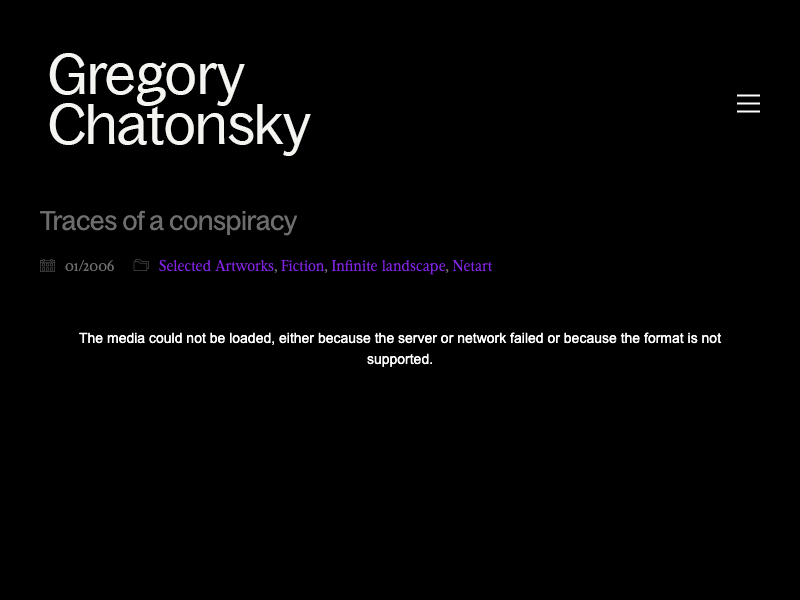 Gregory
Chatonsky
Traces of a conspiracy
01/2006 Selected Artworks, Fiction, Infinite landscape, Netart
The media could not be loaded, either because the server or network failed or because the format is not
supported.